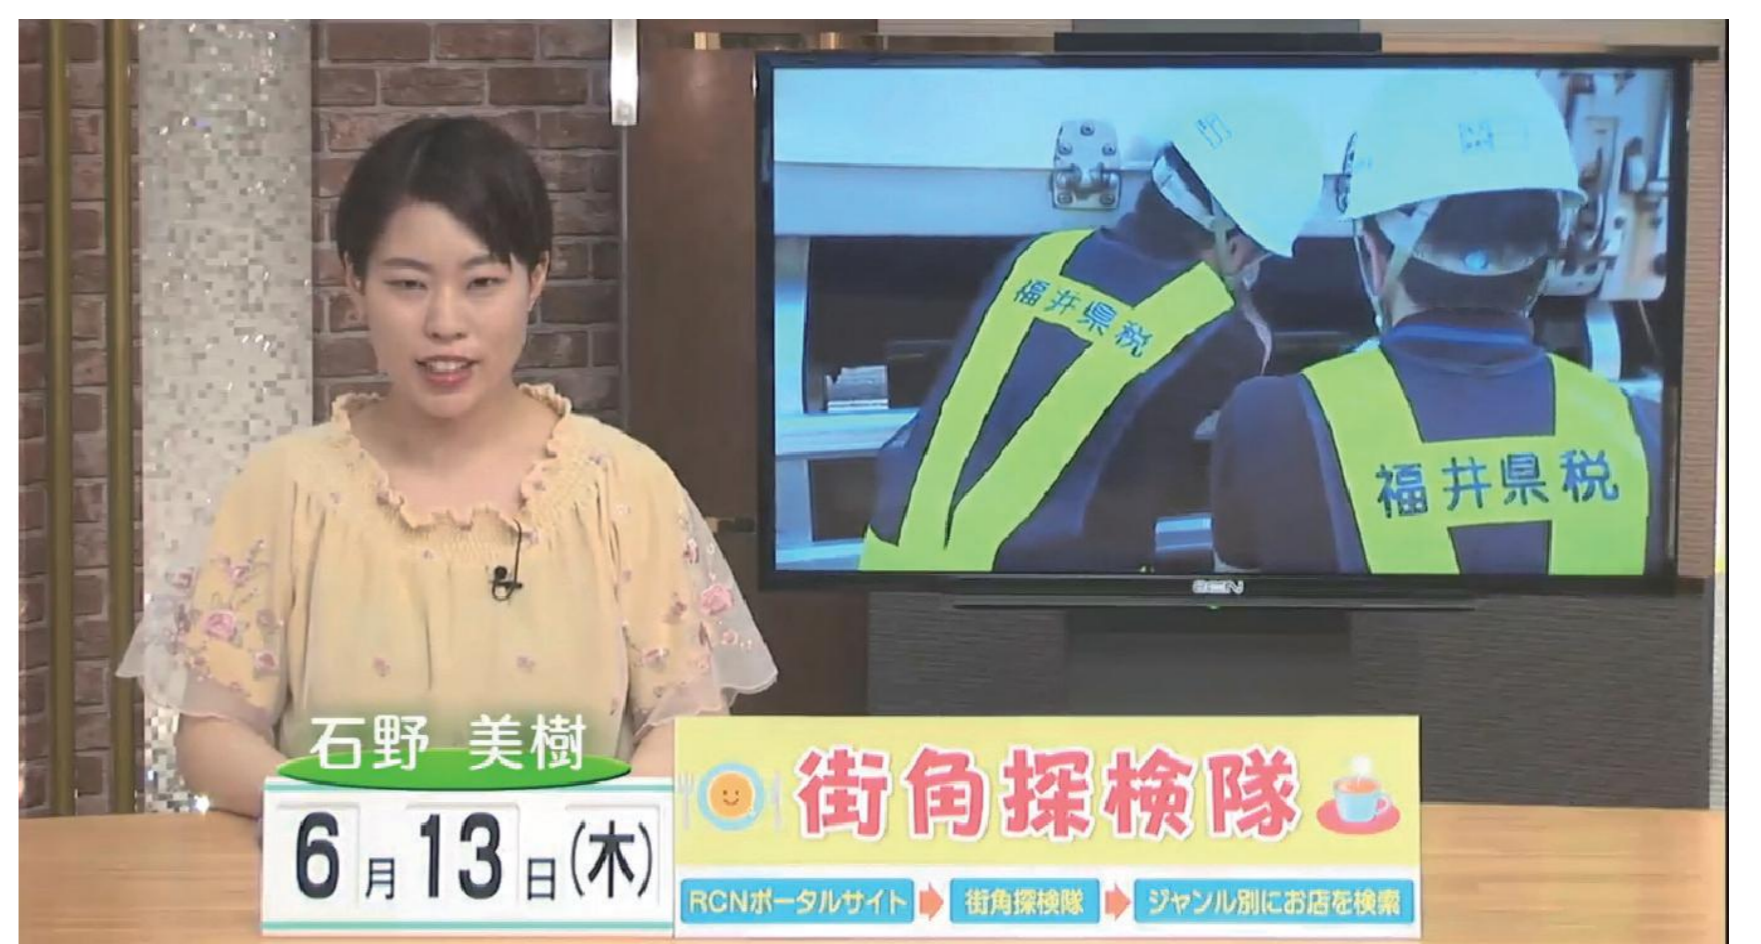 福井県税
福井県税
RCN
石野 美樹
6月13日(木)
街角探検隊
RCNポータルサイト
街角探検隊
ジャンル別にお店を検索